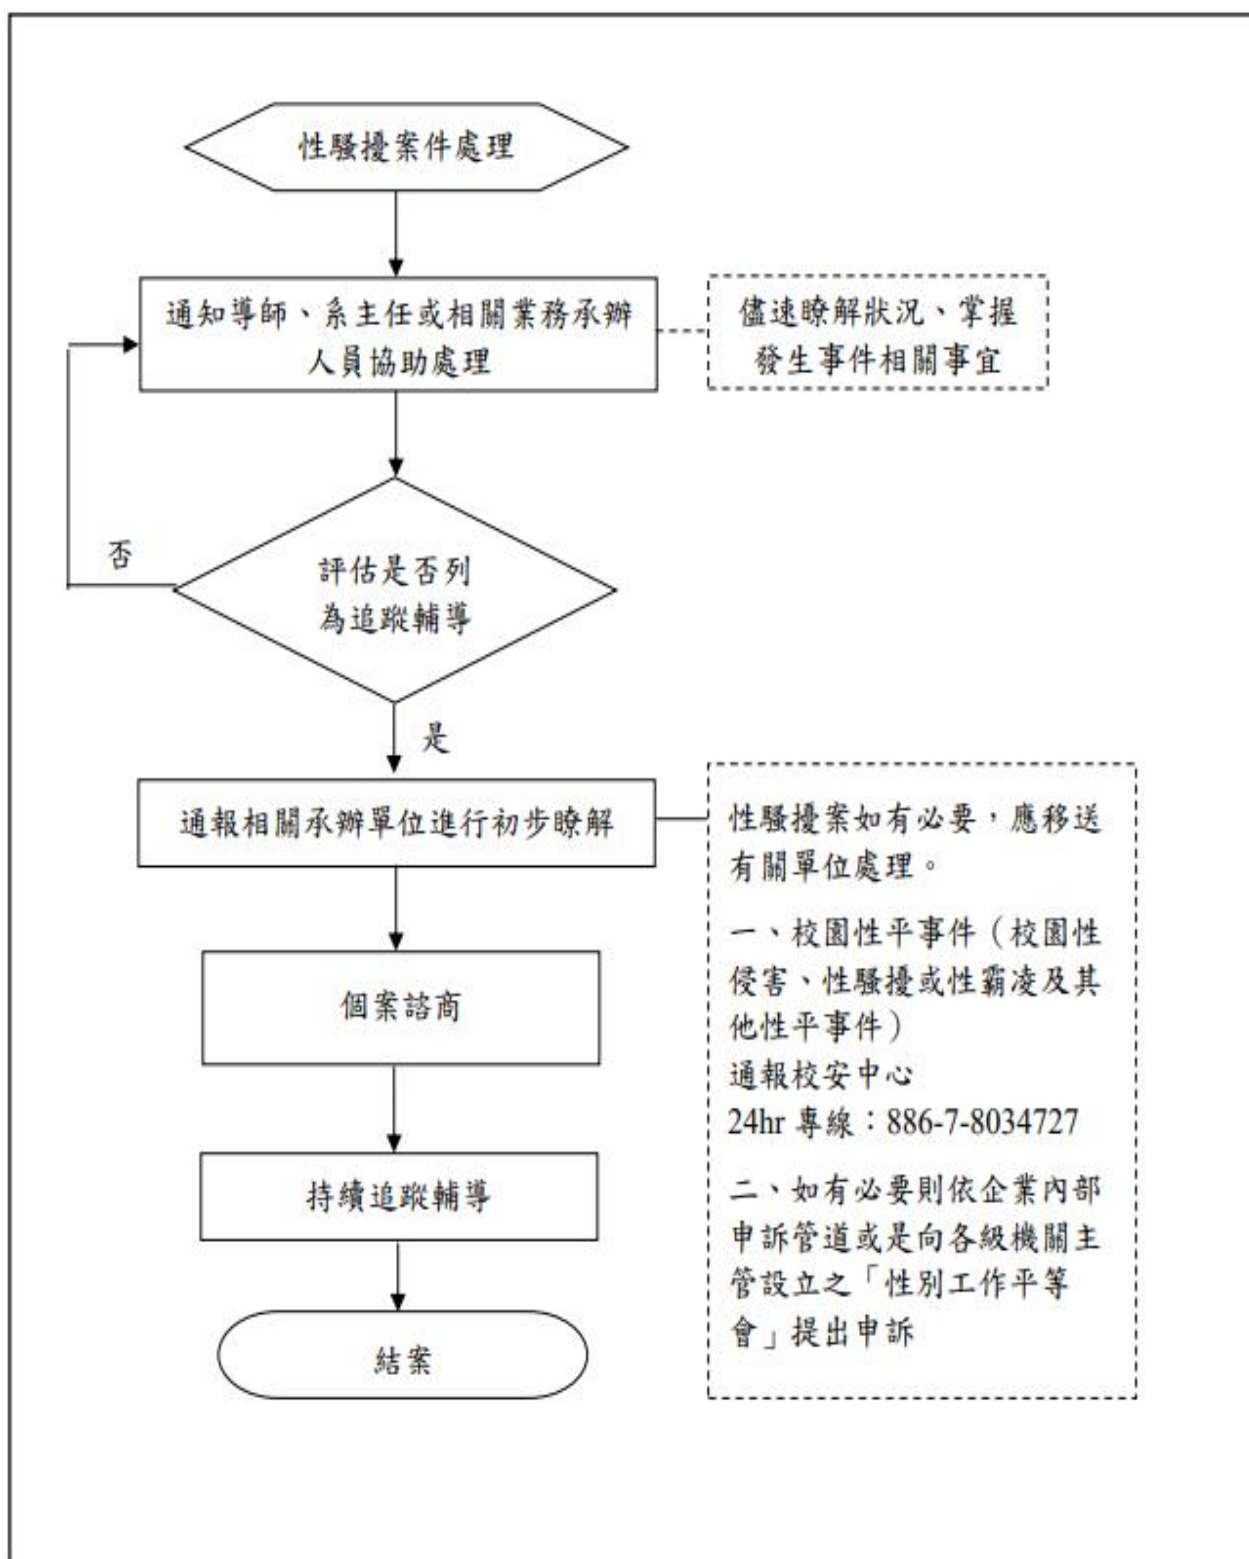 性騷擾案件處理
通知導師、系主任或相關業務承辦
人員協助處理
儘速瞭解狀況、掌握
發生事件相關事宜
否
評估是否列
為追蹤輔導
是
通報相關承辦單位進行初步瞭解
性騷擾案如有必要，應移送
有關單位處理。
一、校園性平事件（校園性
侵害、性騷擾或性霸凌及其
他性平事件）
通報校安中心
24hr 專線：886-7-8034727
二、如有必要則依企業內部
申訴管道或是向各級機關主
管設立之「性別工作平等
會」提出申訴
個案諮商
持續追蹤輔導
結案